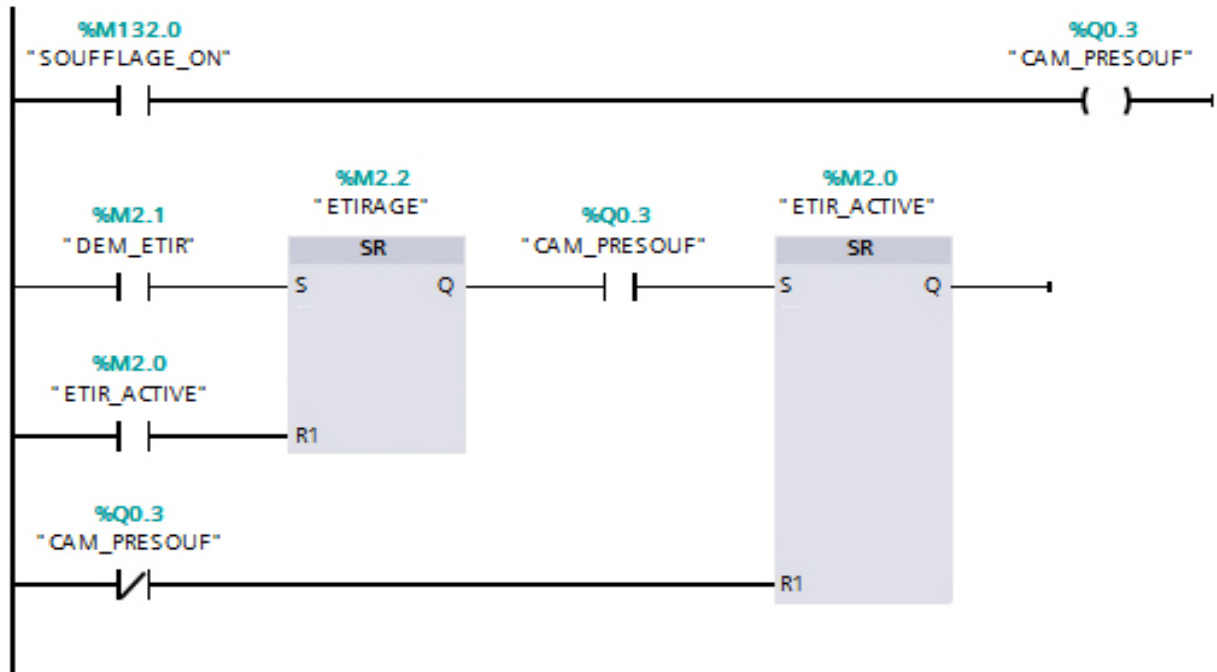 %M132.0
"SOUFFLAGE_ON"
%Q0.3
"CAM_PRESOUF"
%M2.1
"DEM_ETIR"
%M2.2
"ETIRAGE"
SR
S
Q
%Q0.3
"CAM_PRESOUF"
%M2.0
"ETIR_ACTIVE"
SR
S
Q
%M2.0
"ETIR_ACTIVE"
R1
%Q0.3
"CAM_PRESOUF"
R1